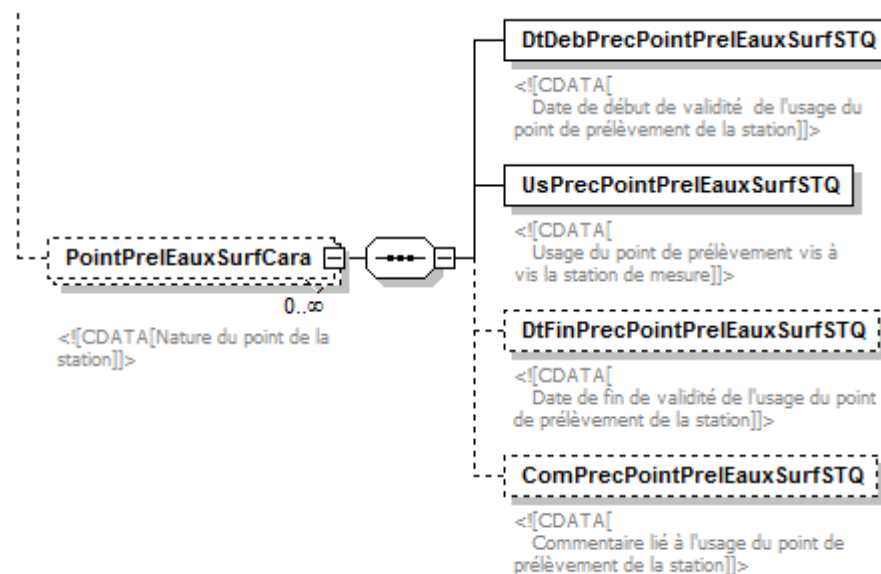 DtDebPrecPointPrelEauxSurfSTQ
<![CDATA[
Date de début de validité de l'usage du
point de prélèvement de la station]]>
UsPrecPointPrelEauxSurfSTQ
<![CDATA[
Usage du point de prélèvement vis à
vis la station de mesure]]>
PointPrelEauxSurfCara
0..∞
<![CDATA[Nature du point de la
station]]>
DtFinPrecPointPrelEauxSurfSTQ
<![CDATA[
Date de fin de validité de l'usage du point
de prélèvement de la station]]>
ComPrecPointPrelEauxSurfSTQ
<![CDATA[
Commentaire lié à l'usage du point de
prélèvement de la station]]>